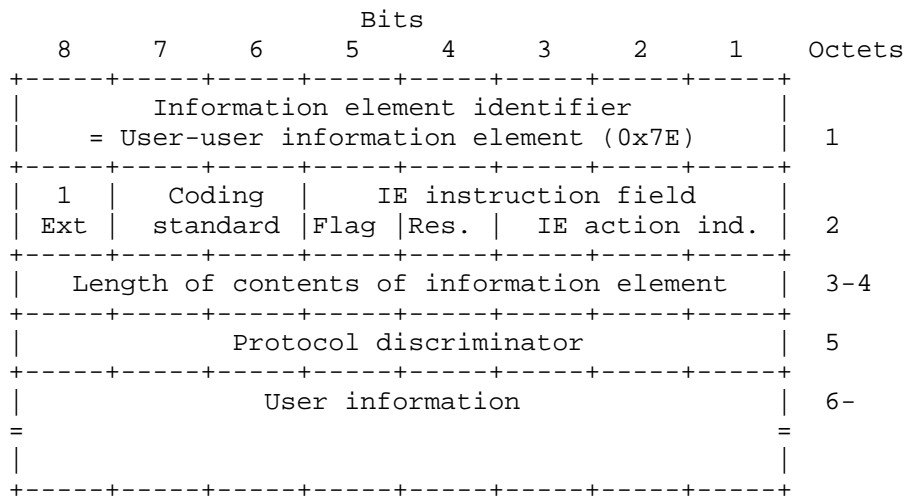 Bits
8 7 6 5 4 3 2 1 Octets
+-----+-----+-----+-----+-----+-----+-----+-----+
| Information element identifier |
| = User-user information element (0x7E) | 1
+-----+-----+-----+-----+-----+-----+-----+-----+
| 1 | Coding | IE instruction field |
| Ext | standard |Flag |Res. | IE action ind. | 2
+-----+-----+-----+-----+-----+-----+-----+-----+
| Length of contents of information element | 3-4
+-----+-----+-----+-----+-----+-----+-----+-----+
| Protocol discriminator | 5
+-----+-----+-----+-----+-----+-----+-----+-----+
| User information | 6-
= =
| |
+-----+-----+-----+-----+-----+-----+-----+-----+